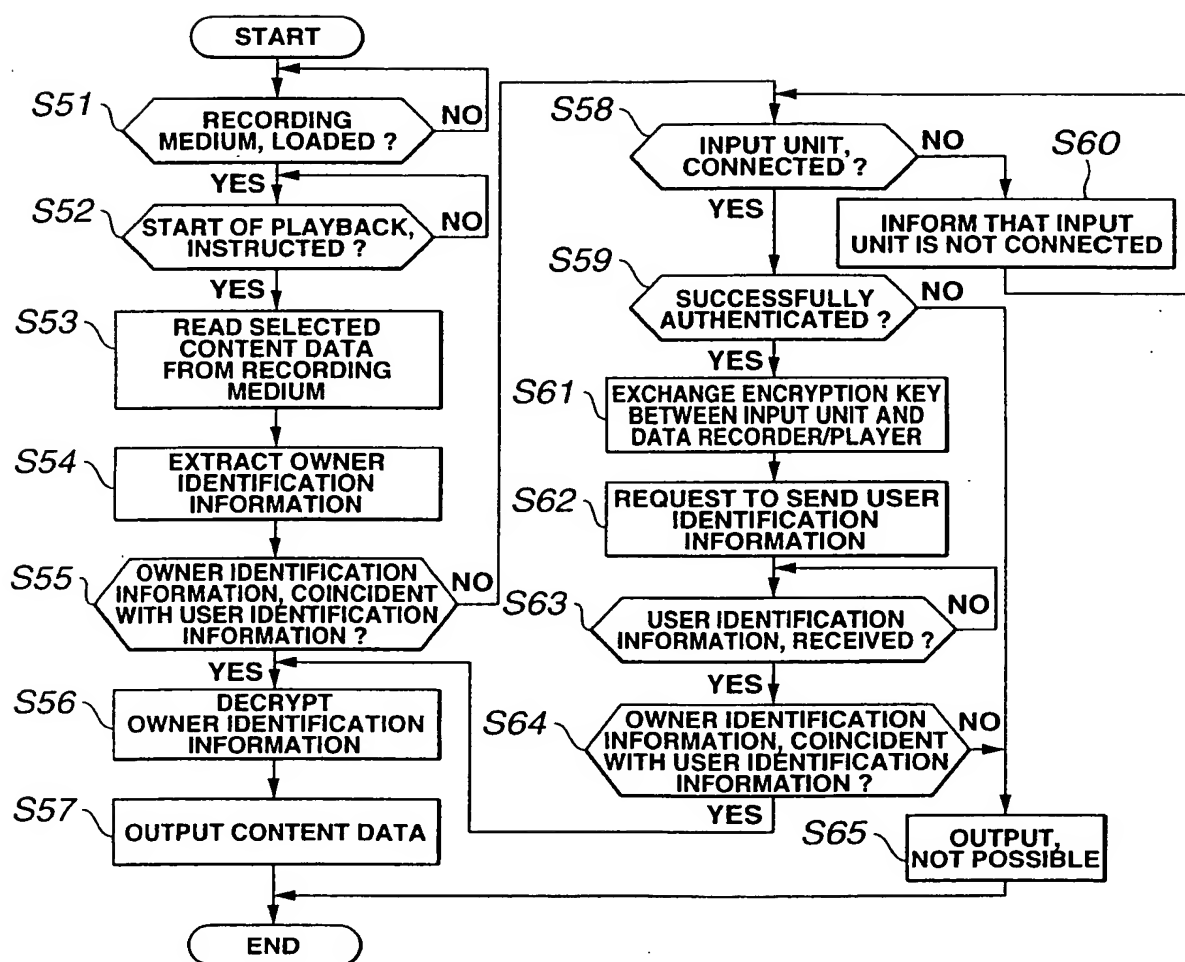 START
S51
RECORDING
MEDIUM, LOADED ?
NO
YES
S52
START OF PLAYBACK,
INSTRUCTED ?
NO
YES
S53
READ SELECTED
CONTENT DATA
FROM RECORDING
MEDIUM
S54
EXTRACT OWNER
IDENTIFICATION
INFORMATION
S55
OWNER IDENTIFICATION
INFORMATION, COINCIDENT
WITH USER IDENTIFICATION
INFORMATION ?
NO
YES
S56
DECRYPT
OWNER IDENTIFICATION
INFORMATION
S57
OUTPUT CONTENT DATA
END
S58
INPUT UNIT,
CONNECTED ?
NO
YES
S60
INFORM THAT INPUT
UNIT IS NOT CONNECTED
S59
SUCCESSFULLY
AUTHENTICATED ?
NO
YES
S61
EXCHANGE ENCRYPTION KEY
BETWEEN INPUT UNIT AND
DATA RECORDER/PLAYER
S62
REQUEST TO SEND USER
IDENTIFICATION
INFORMATION
S63
USER IDENTIFICATION
INFORMATION, RECEIVED ?
NO
YES
S64
OWNER IDENTIFICATION
INFORMATION, COINCIDENT
WITH USER IDENTIFICATION
INFORMATION ?
NO
YES
S65
OUTPUT,
NOT POSSIBLE